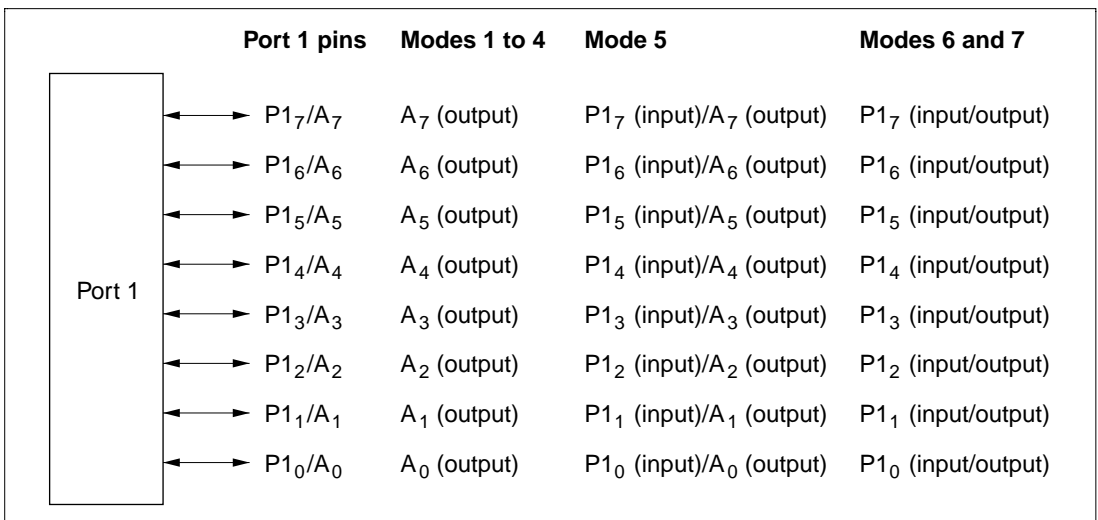 Port 1 pins Modes 1 to 4 Mode 5 Modes 6 and 7
P1₇/A₇ A₇ (output) P1₇ (input)/A₇ (output) P1₇ (input/output)
P1₆/A₆ A₆ (output) P1₆ (input)/A₆ (output) P1₆ (input/output)
P1₅/A₅ A₅ (output) P1₅ (input)/A₅ (output) P1₅ (input/output)
P1₄/A₄ A₄ (output) P1₄ (input)/A₄ (output) P1₄ (input/output)
Port 1
P1₃/A₃ A₃ (output) P1₃ (input)/A₃ (output) P1₃ (input/output)
P1₂/A₂ A₂ (output) P1₂ (input)/A₂ (output) P1₂ (input/output)
P1₁/A₁ A₁ (output) P1₁ (input)/A₁ (output) P1₁ (input/output)
P1₀/A₀ A₀ (output) P1₀ (input)/A₀ (output) P1₀ (input/output)